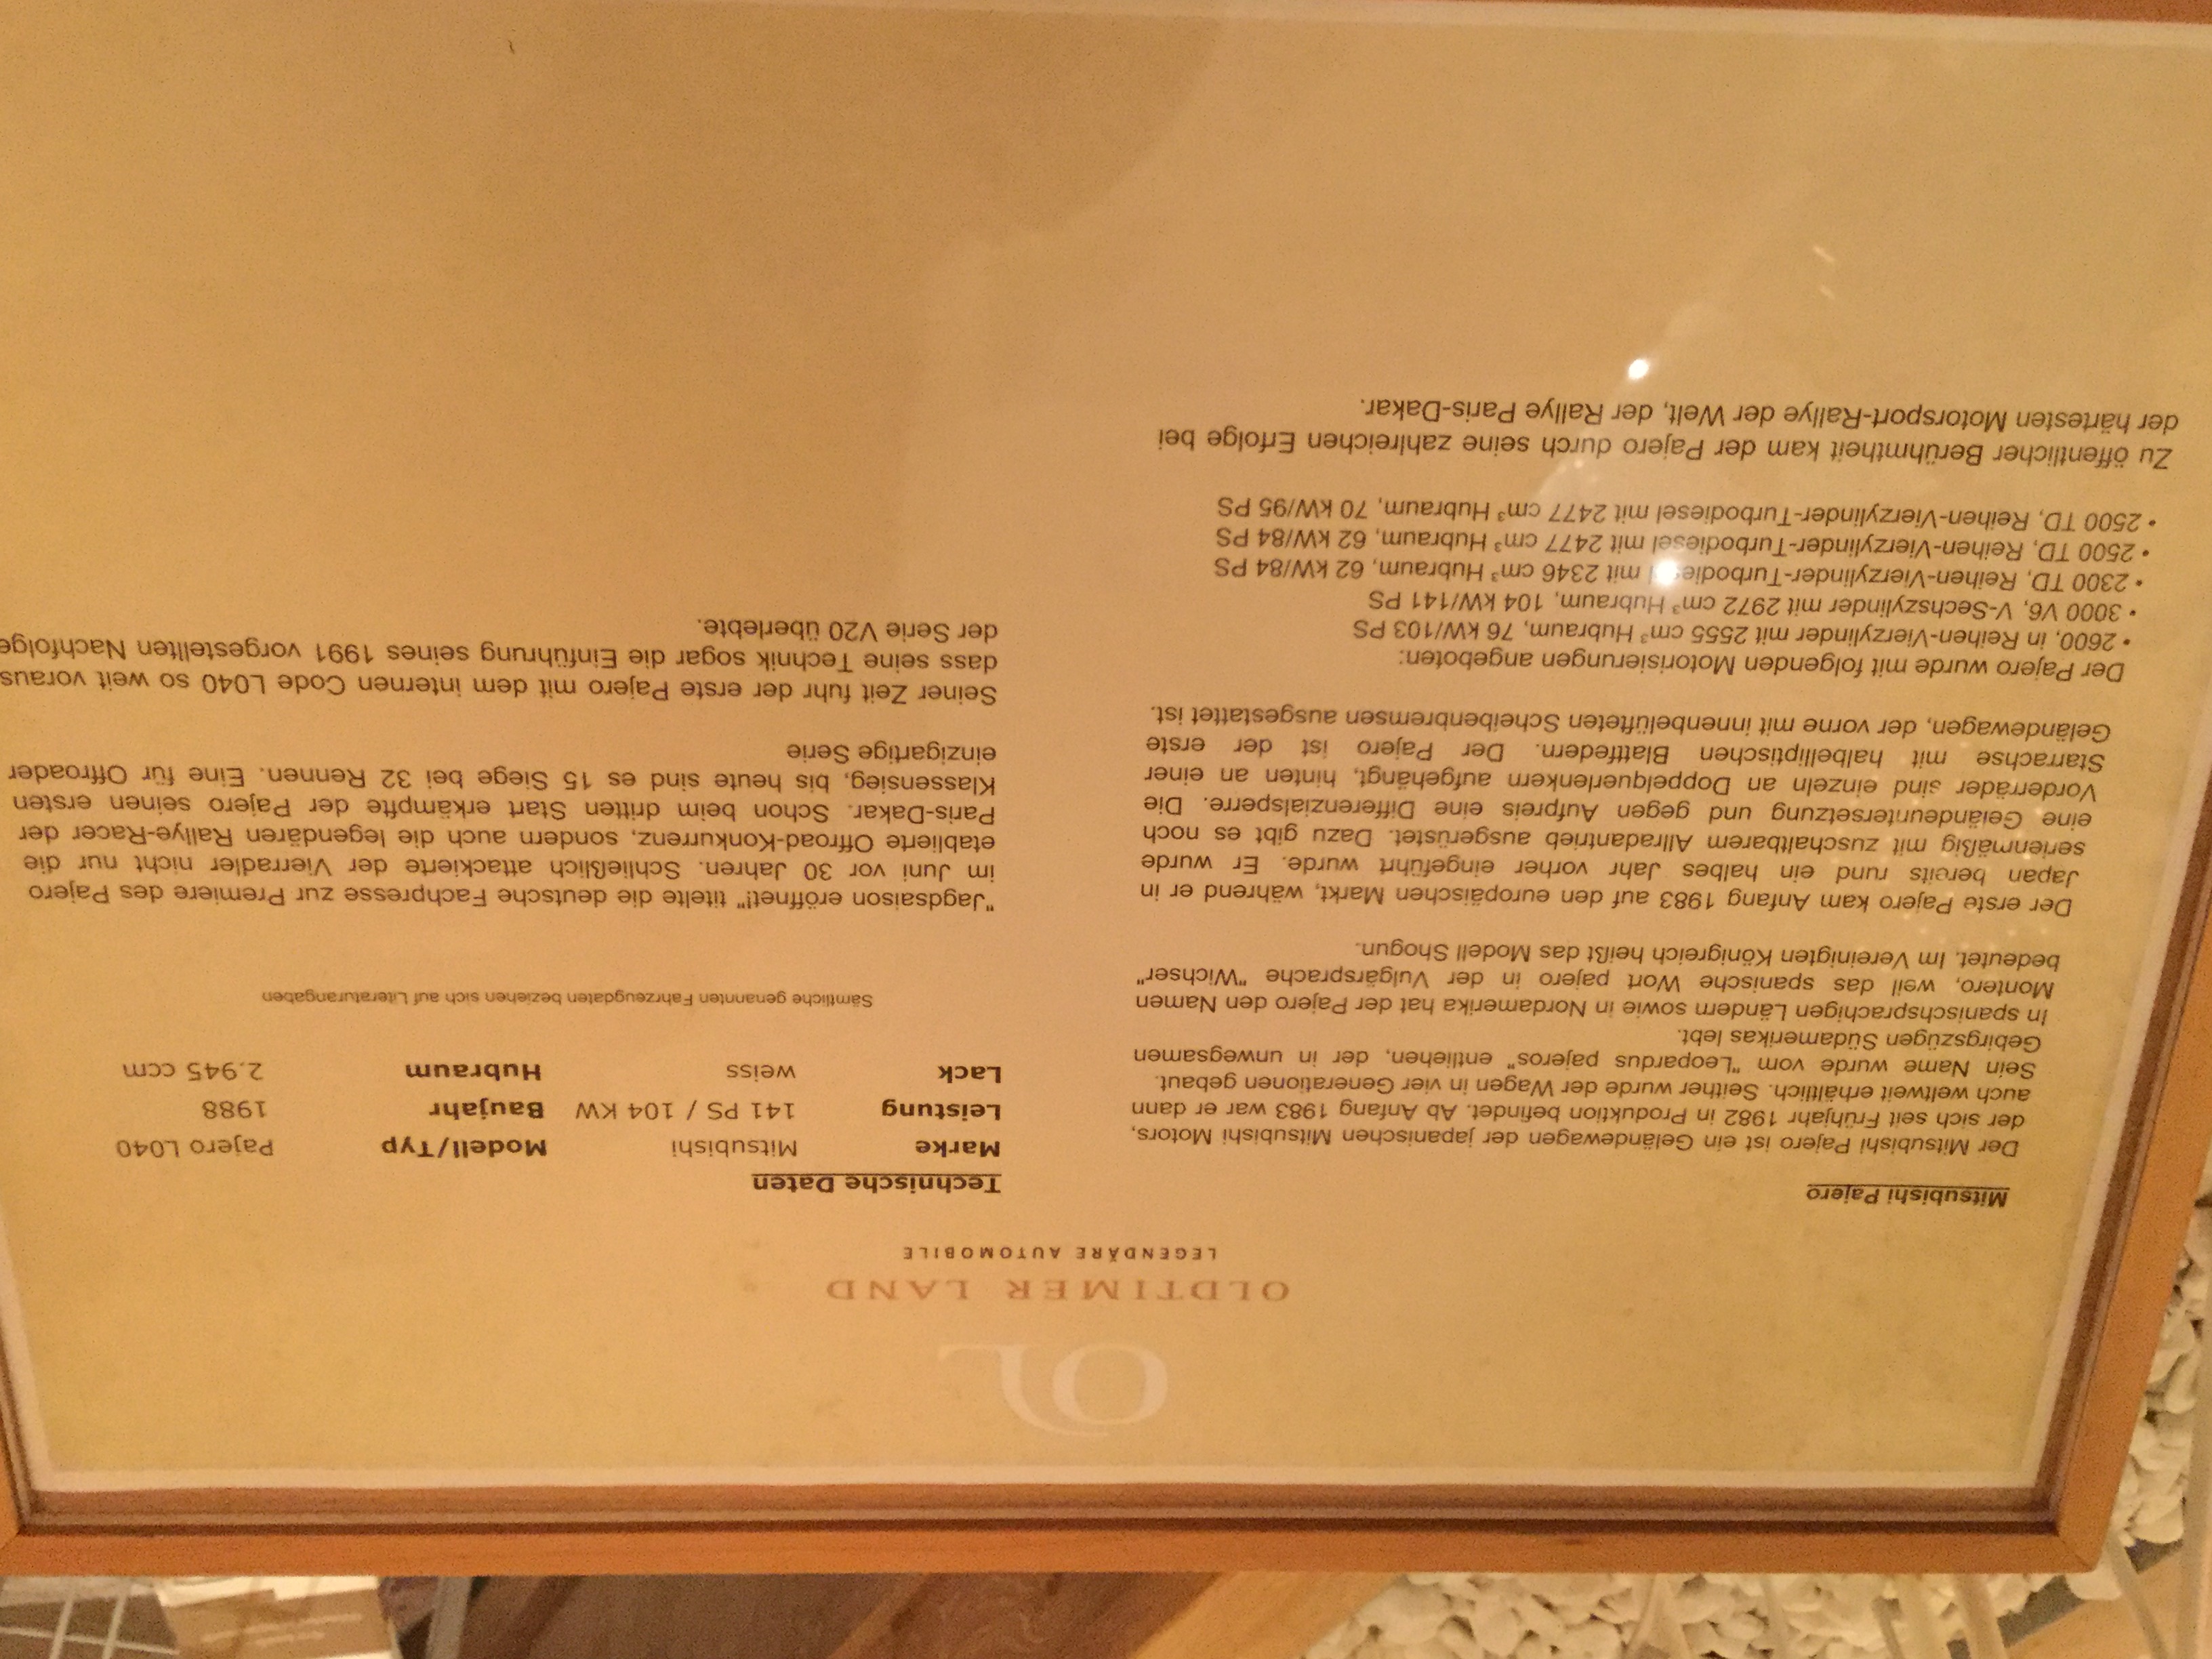 OL
OLDTIMER LAND
LEGENDÄRE AUTOMOBILE
Mitsubishi Pajero
Der Mitsubishi Pajero ist ein Geländewagen der japanischen Mitsubishi Motors,
der sich seit Frühjahr 1982 in Produktion befindet. Ab Anfang 1983 war er dann
auch weltweit erhältlich. Seither wurde der Wagen in vier Generationen gebaut.
Sein Name wurde vom "Leopardus pajeros" entliehen, der in unwegsamen
Gebirgszügen Südamerikas lebt.
In spanischsprachigen Ländern sowie in Nordamerika hat der Pajero den Namen
Montero, weil das spanische Wort pajero in der Vulgärsprache "Wichser"
bedeutet. Im Vereinigten Königreich heißt das Modell Shogun.
Der erste Pajero kam Anfang 1983 auf den europäischen Markt, während er in
Japan bereits rund ein halbes Jahr vorher eingeführt wurde. Er wurde
serienmäßig mit zuschaltbarem Allradantrieb ausgerüstet. Dazu gibt es noch
eine Geländeuntersetzung und gegen Aufpreis eine Differenzialsperre. Die
Vorderräder sind einzeln an Doppelquerlenkern aufgehängt, hinten an einer
Starrachse mit halbelliptischen Blattfedern. Der Pajero ist der erste
Geländewagen, der vorne mit innenbelüfteten Scheibenbremsen ausgestattet ist.
Der Pajero wurde mit folgenden Motorisierungen angeboten:
• 2600, in Reihen-Vierzylinder mit 2555 cm³ Hubraum, 76 kW/103 PS
• 3000 V6, V-Sechszylinder mit 2972 cm³ Hubraum, 104 kW/141 PS
• 2300 TD, Reihen-Vierzylinder-Turbodiesel mit 2346 cm³ Hubraum, 62 kW/84 PS
• 2500 TD, Reihen-Vierzylinder-Turbodiesel mit 2477 cm³ Hubraum, 62 kW/84 PS
• 2500 TD, Reihen-Vierzylinder-Turbodiesel mit 2477 cm³ Hubraum, 70 kW/95 PS
Zu öffentlicher Berühmtheit kam der Pajero durch seine zahlreichen Erfolge bei
der härtesten Motorsport-Rallye der Welt, der Rallye Paris-Dakar.
Technische Daten
Marke Mitsubishi Modell/Typ Pajero L040
Leistung 141 PS / 104 KW Baujahr 1988
Lack weiss Hubraum 2.945 ccm
Sämtliche genannten Fahrzeugdaten beziehen sich auf Literaturangaben
"Jagdsaison eröffnet!" titelte die deutsche Fachpresse zur Premiere des Pajero
im Juni vor 30 Jahren. Schließlich attackierte der Vierradler nicht nur die
etablierte Offroad-Konkurrenz, sondern auch die legendären Rallye-Racer der
Paris-Dakar. Schon beim dritten Start erkämpfte der Pajero seinen ersten
Klassensieg, bis heute sind es 15 Siege bei 32 Rennen. Eine für Offroader
einzigartige Serie
Seiner Zeit fuhr der erste Pajero mit dem internen Code L040 so weit voraus
dass seine Technik sogar die Einführung seines 1991 vorgestellten Nachfolge
der Serie V20 überlebte.